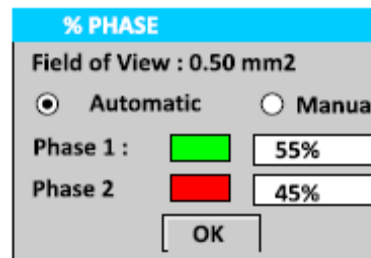 % PHASE
Field of View : 0.50 mm2
Automatic Manua
Phase 1 : 55%
Phase 2 45%
OK